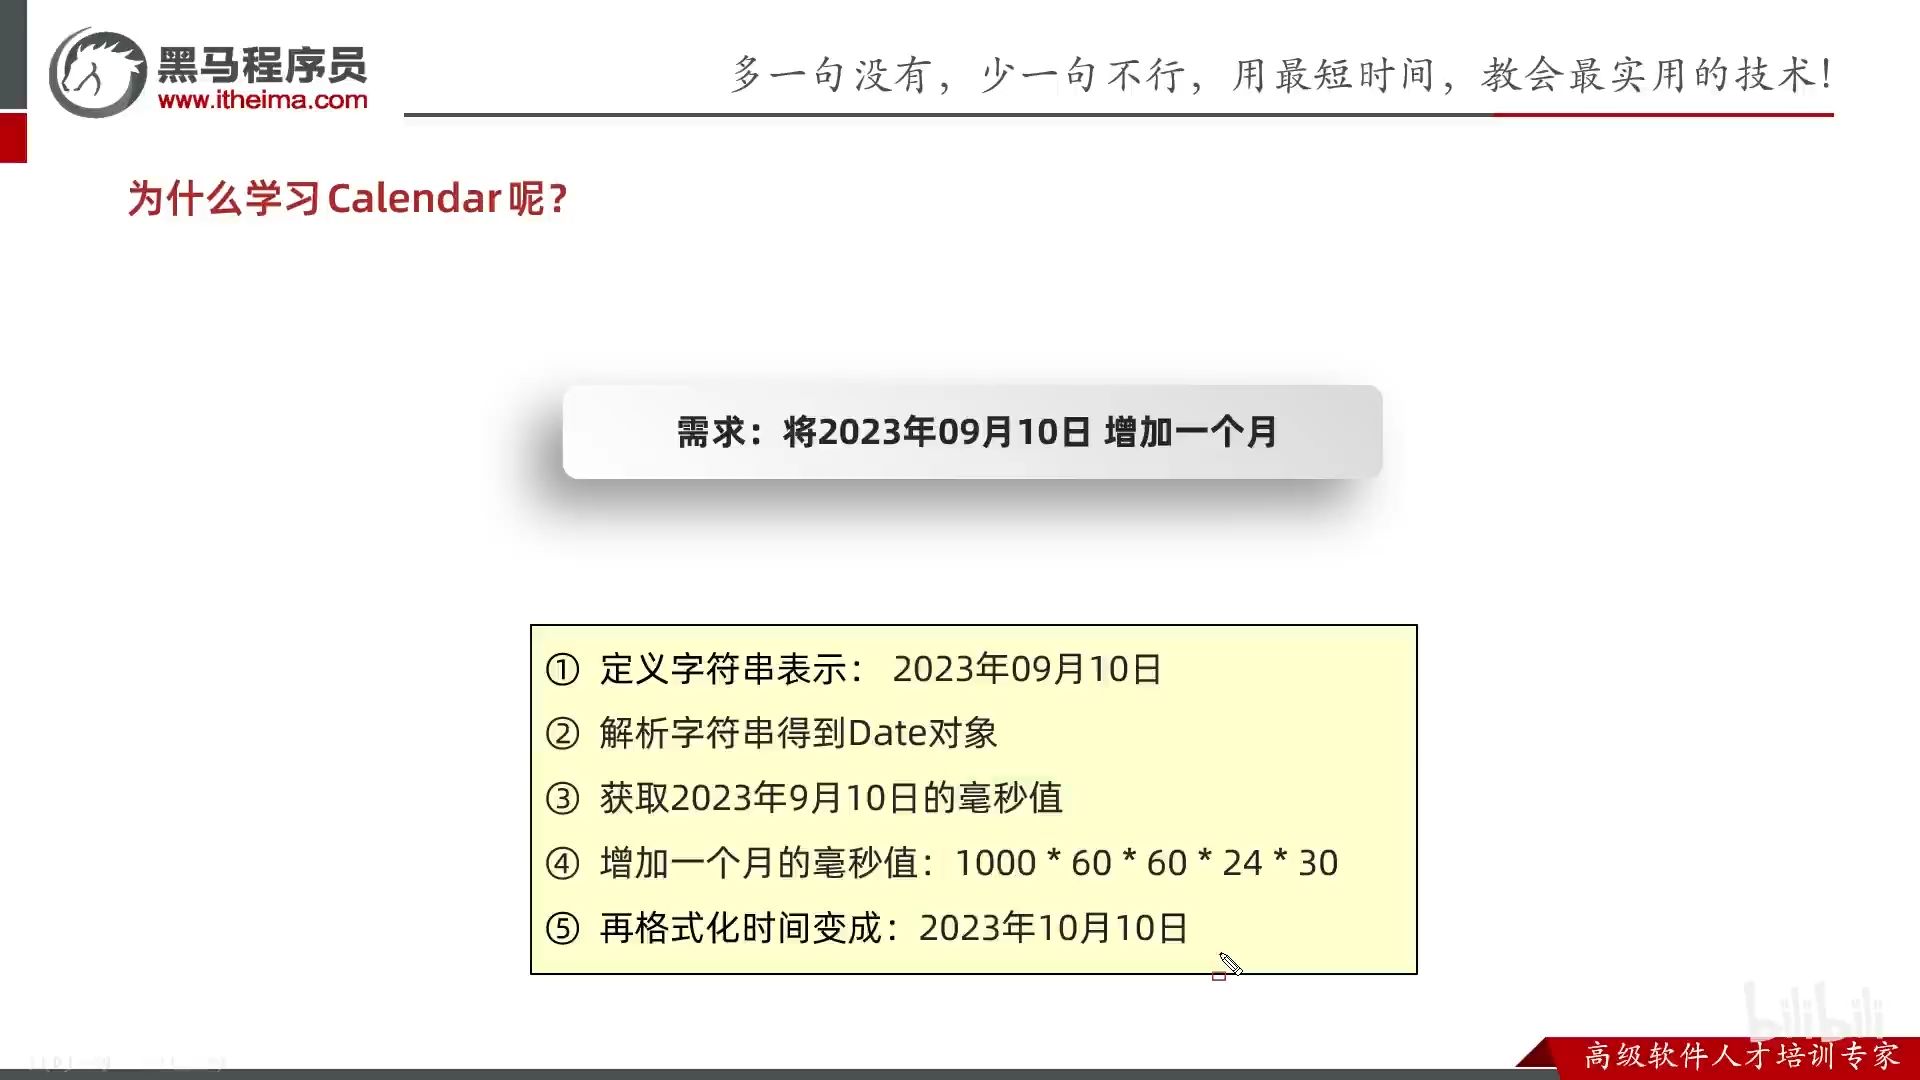 黑马程序员
www.itheima.com
多一句没有，少一句不行，用最短时间，教会最实用的技术！
为什么学习Calendar呢？
需求：将2023年09月10日 增加一个月
① 定义字符串表示： 2023年09月10日
② 解析字符串得到Date对象
③ 获取2023年9月10日的毫秒值
④ 增加一个月的毫秒值：1000 * 60 * 60 * 24 * 30
⑤ 再格式化时间变成：2023年10月10日
bilibili
高级软件人才培训专家